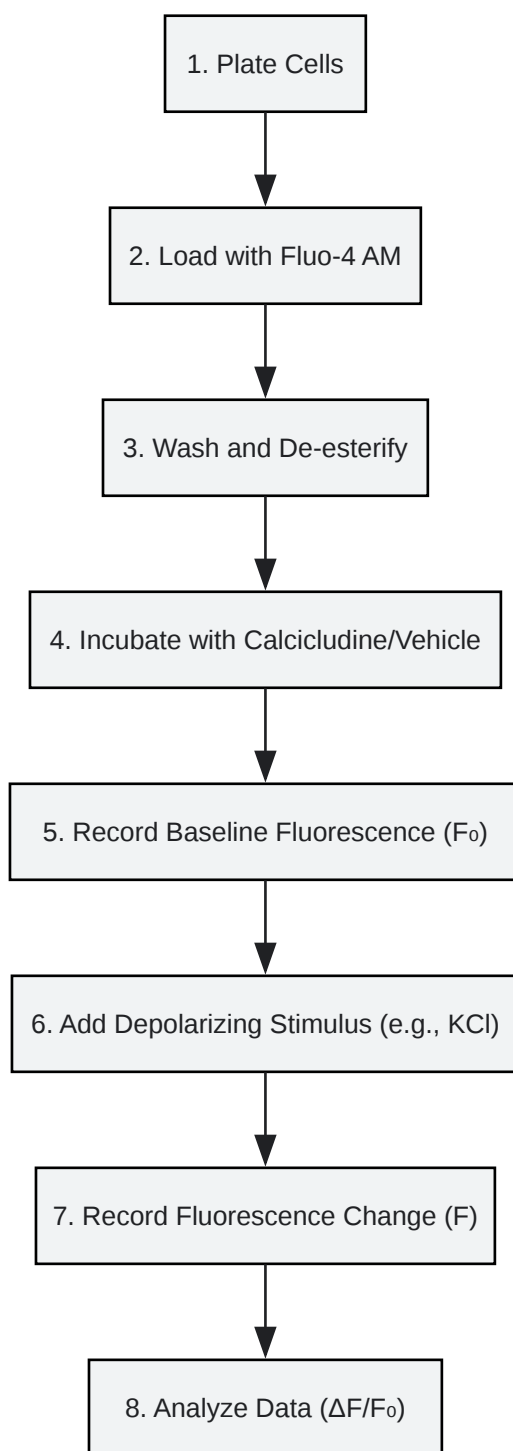 1. Plate Cells
2. Load with Fluo-4 AM
3. Wash and De-esterify
4. Incubate with Calcicludine/Vehicle
5. Record Baseline Fluorescence (F₀)
6. Add Depolarizing Stimulus (e.g., KCl)
7. Record Fluorescence Change (F)
8. Analyze Data (ΔF/F₀)